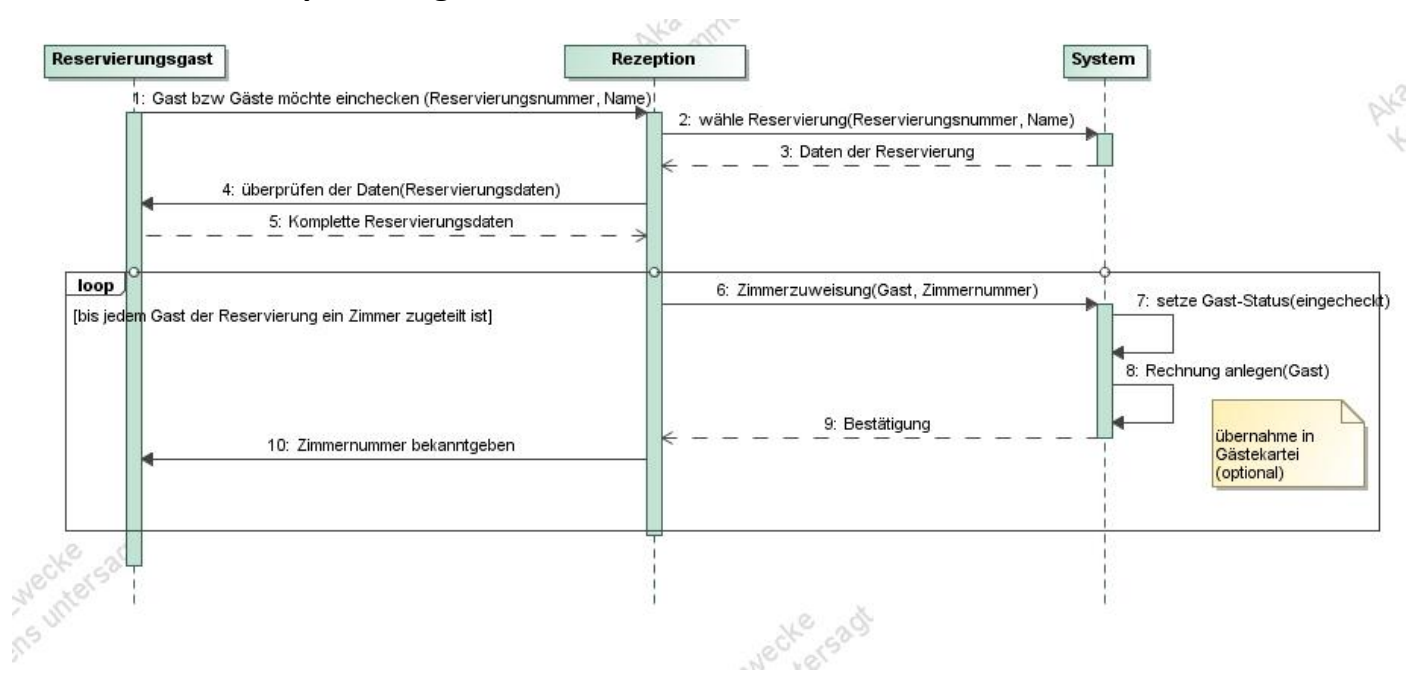 Reservierungsgast
Rezeption
System
1: Gast bzw Gäste möchte einchecken (Reservierungsnummer, Name)
2: wähle Reservierung(Reservierungsnummer, Name)
3: Daten der Reservierung
4: überprüfen der Daten(Reservierungsdaten)
5: Komplette Reservierungsdaten
loop
[bis jedem Gast der Reservierung ein Zimmer zugeteilt ist]
6: Zimmerzuweisung(Gast, Zimmernummer)
7: setze Gast-Status(eingecheckt)
8: Rechnung anlegen(Gast)
9: Bestätigung
10: Zimmernummer bekanntgeben
übernahme in
Gästekartei
(optional)
untersagt